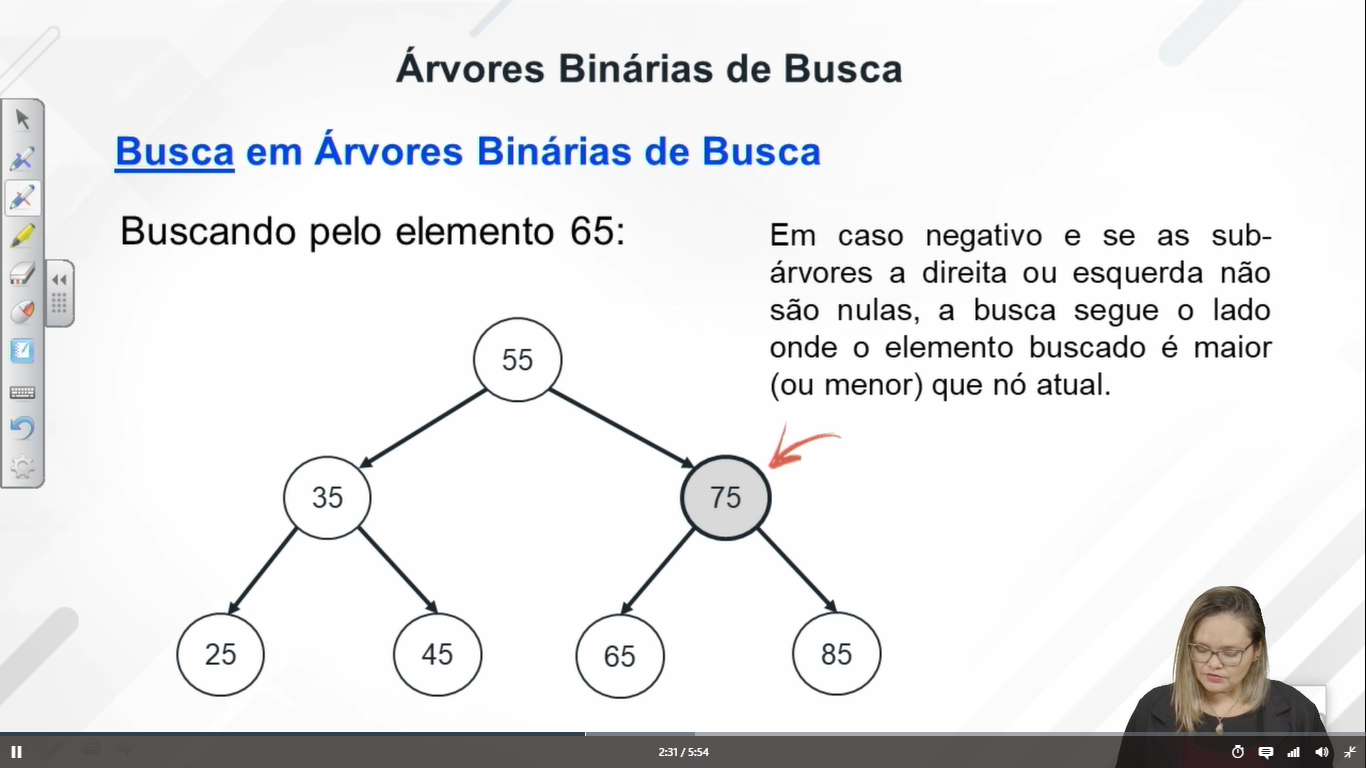 Árvores Binárias de Busca
Busca em Árvores Binárias de Busca
Buscando pelo elemento 65:
Em caso negativo e se as sub-
árvores a direita ou esquerda não
são nulas, a busca segue o lado
onde o elemento buscado é maior
(ou menor) que nó atual.
55
35
75
25
45
65
85
2:31 / 5:54